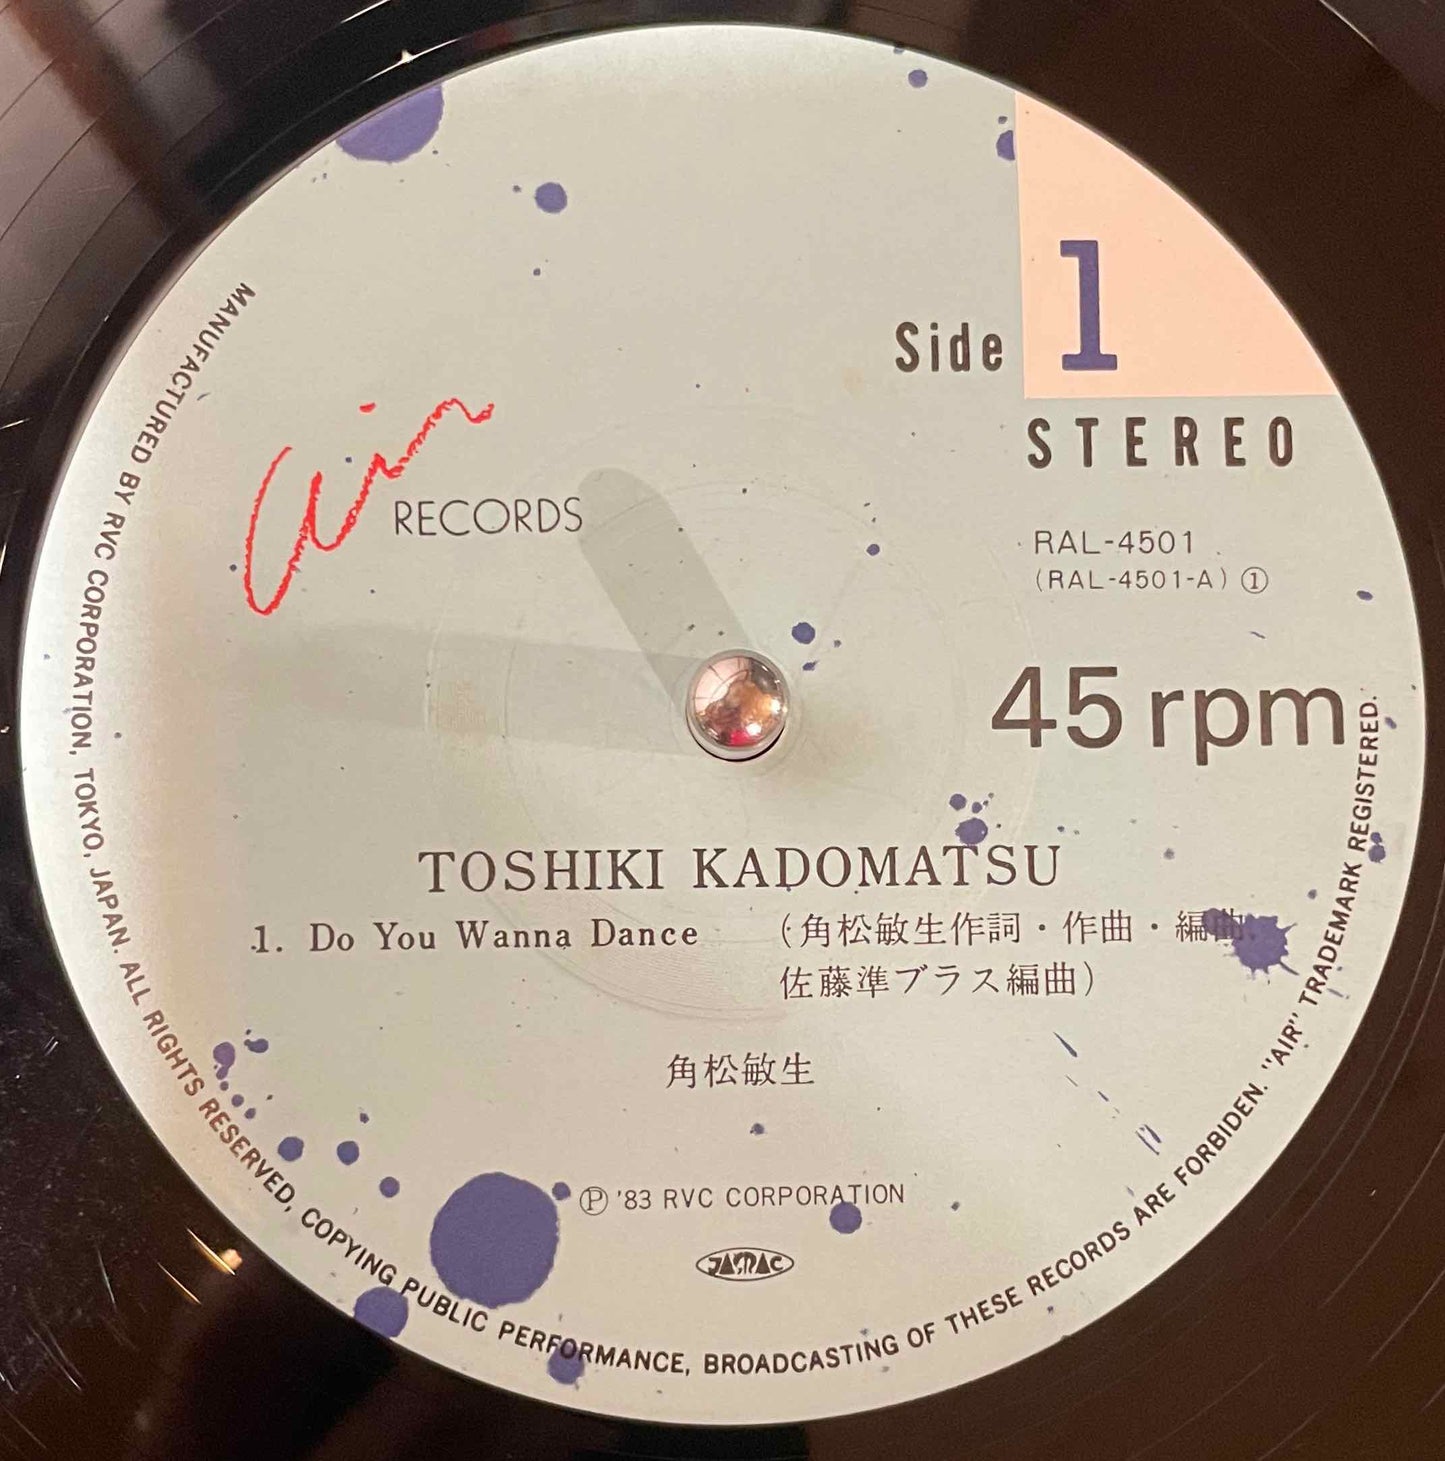 Side 1
STEREO
Air
RECORDS
RAL-4501
(RAL-4501-A) ①
45 rpm
TOSHIKI KADOMATSU
1. Do You Wanna Dance (角松敏生作詞・作曲・編曲
佐藤準ブラス編曲)
角松敏生
Ⓟ '83 RVC CORPORATION
JASRAC
MANUFACTURED BY RVC CORPORATION, TOKYO, JAPAN. ALL RIGHTS RESERVED, COPYING PUBLIC PERFORMANCE, BROADCASTING OF THESE RECORDS ARE FORBIDEN. "AIR" TRADEMARK REGISTERED.